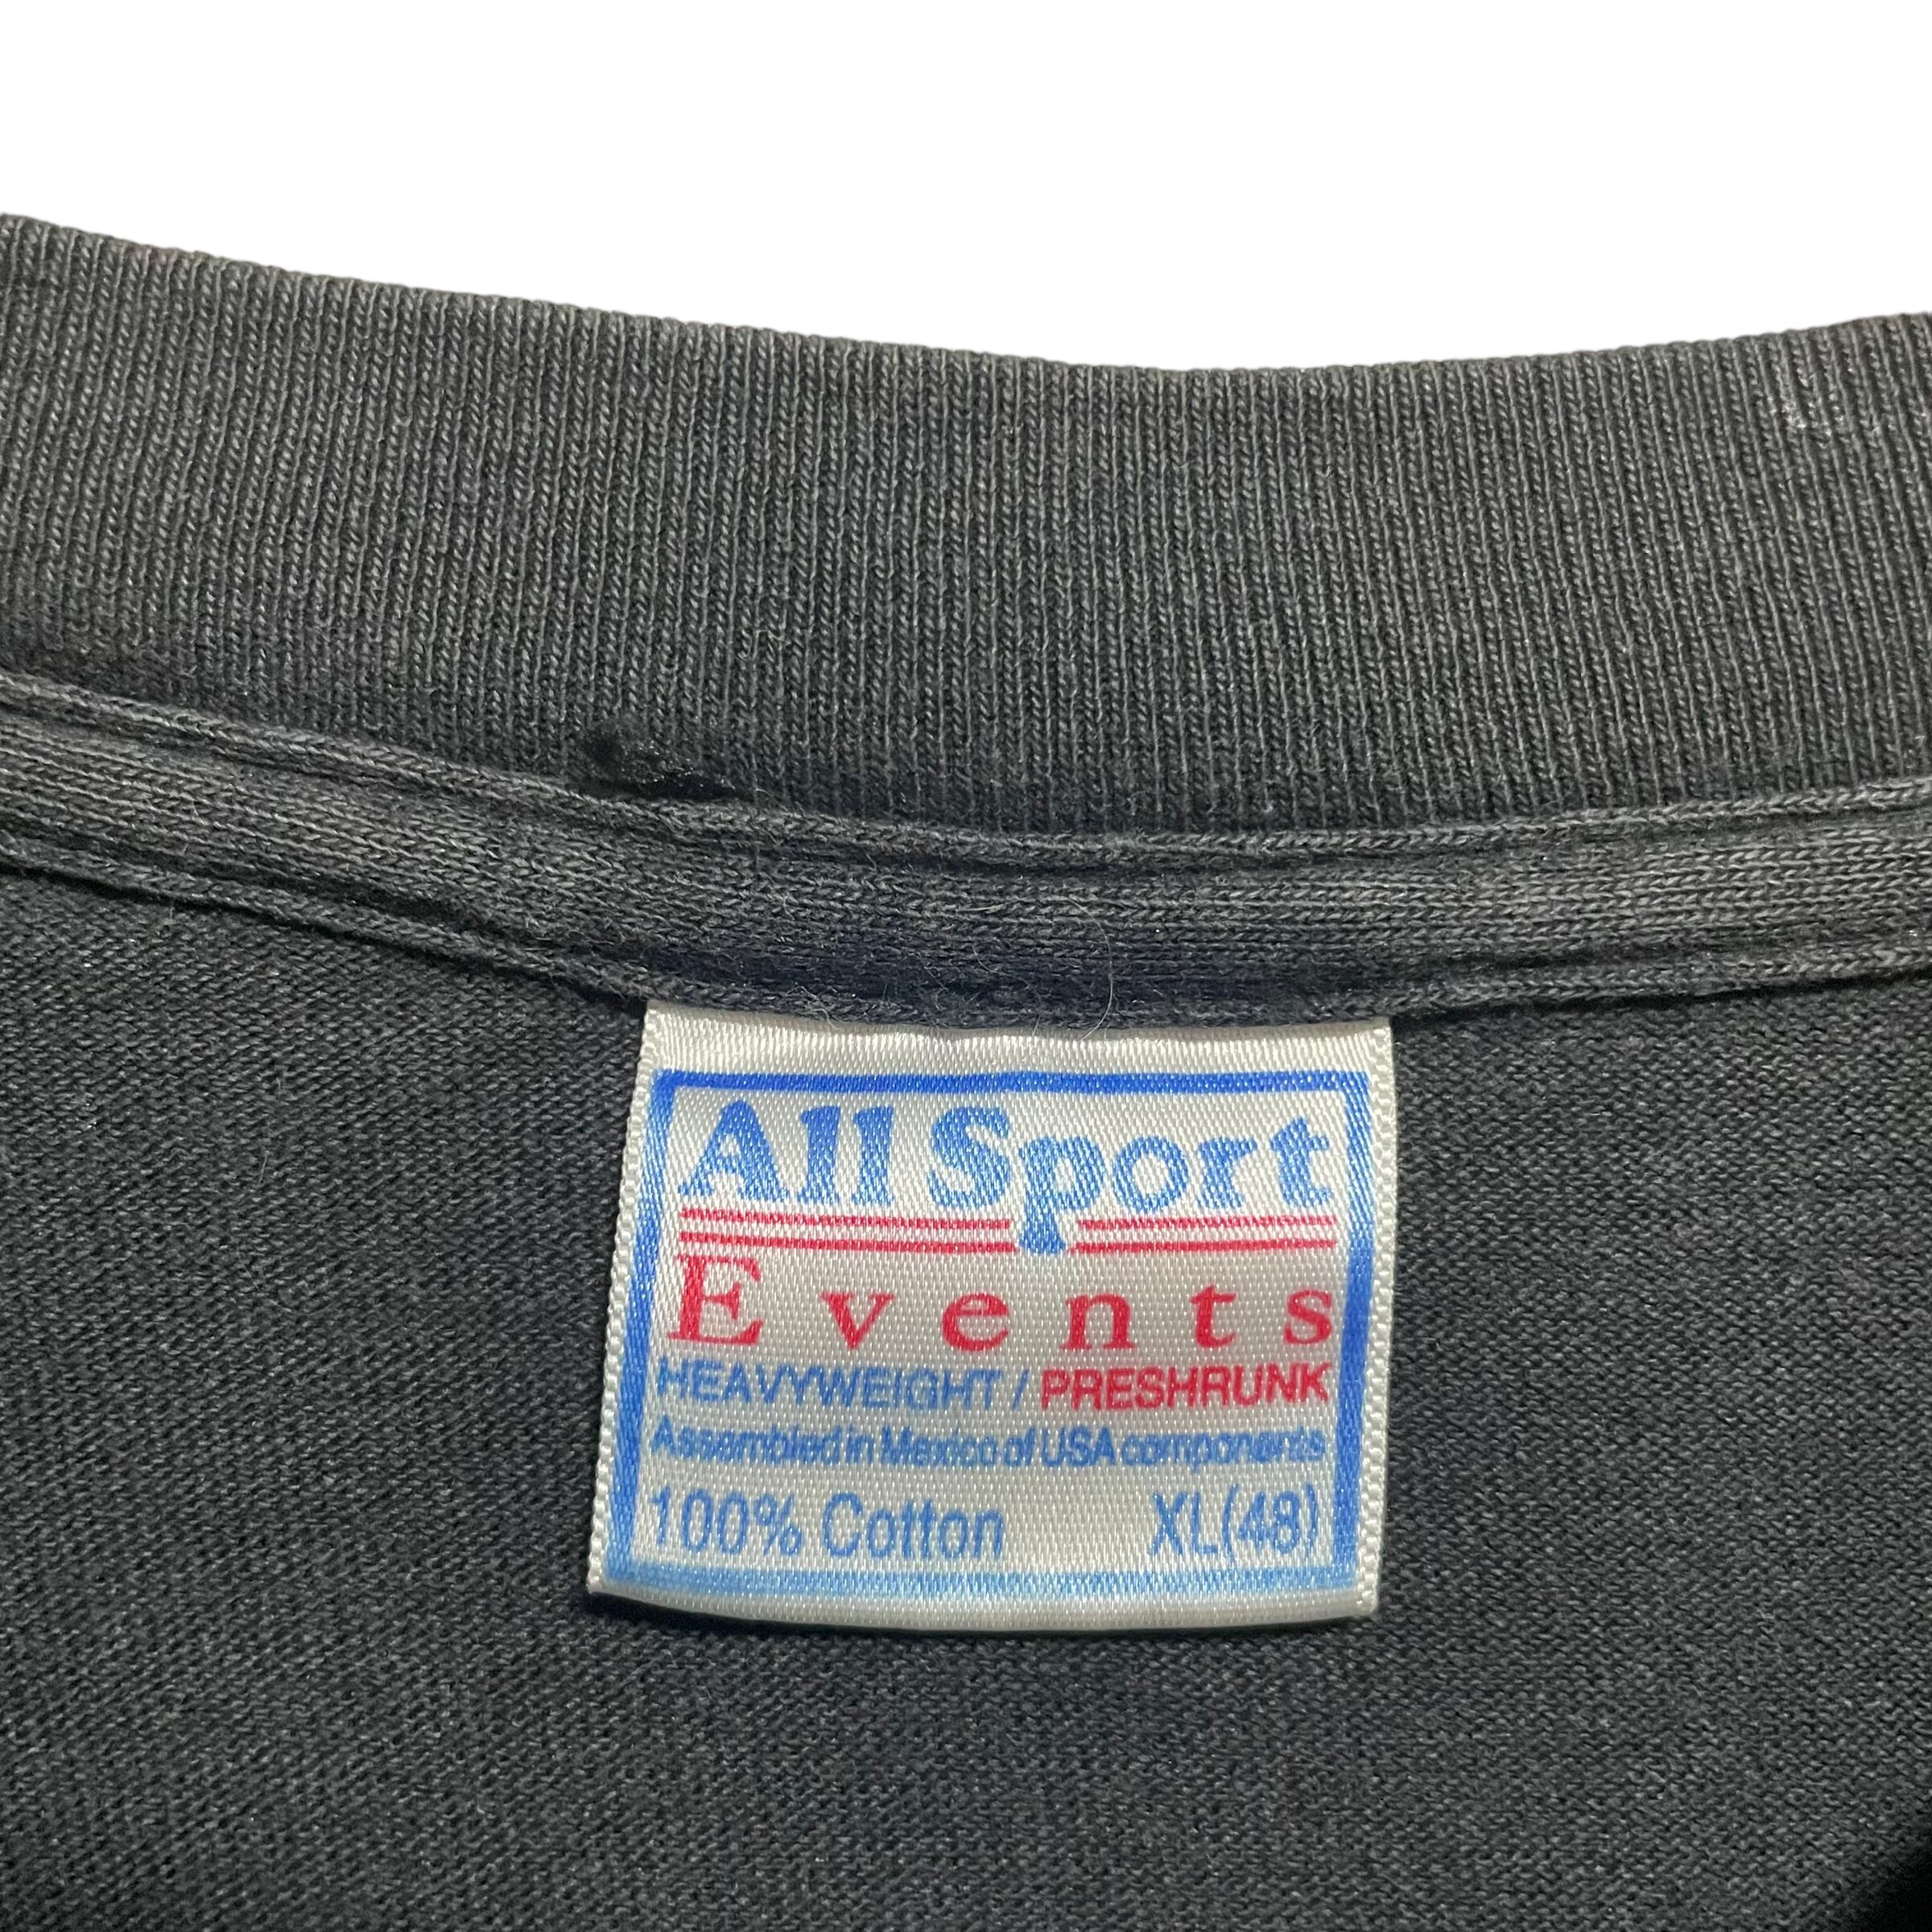 All Sport
Events
HEAVYWEIGHT / PRESHRUNK
Assembled in Mexico of USA components
100% Cotton XL(48)